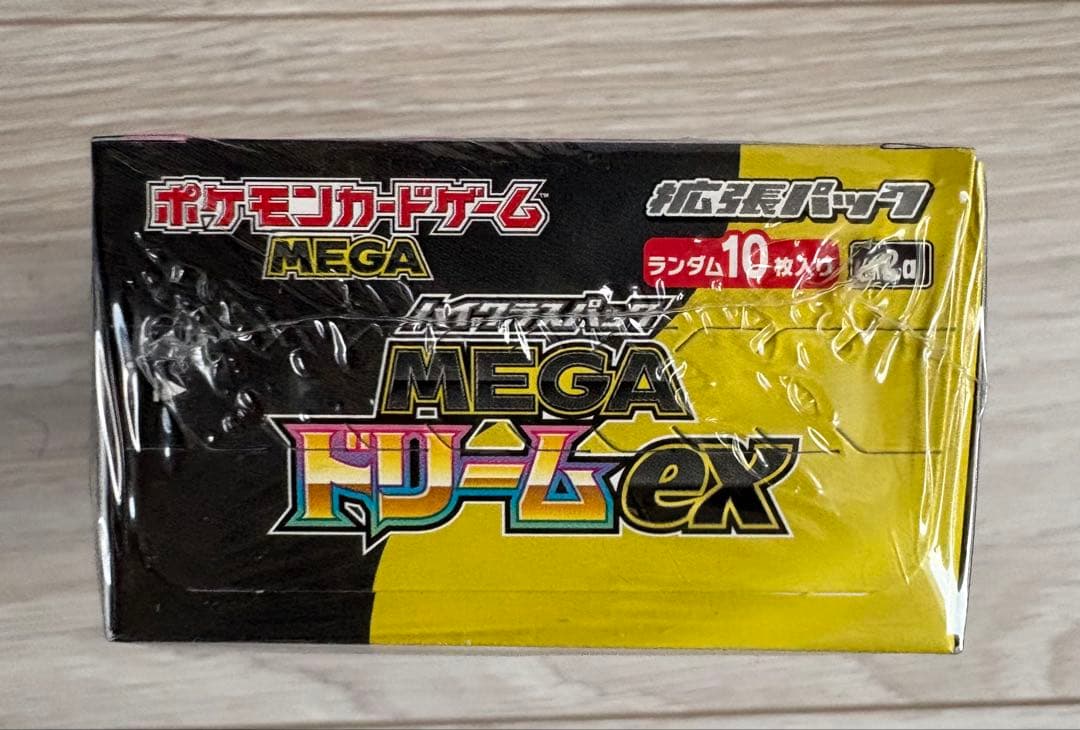 ポケモンカードゲーム™
MEGA
拡張パック
ランダム10枚入り
ハイクラスパック
MEGA
ドリームex